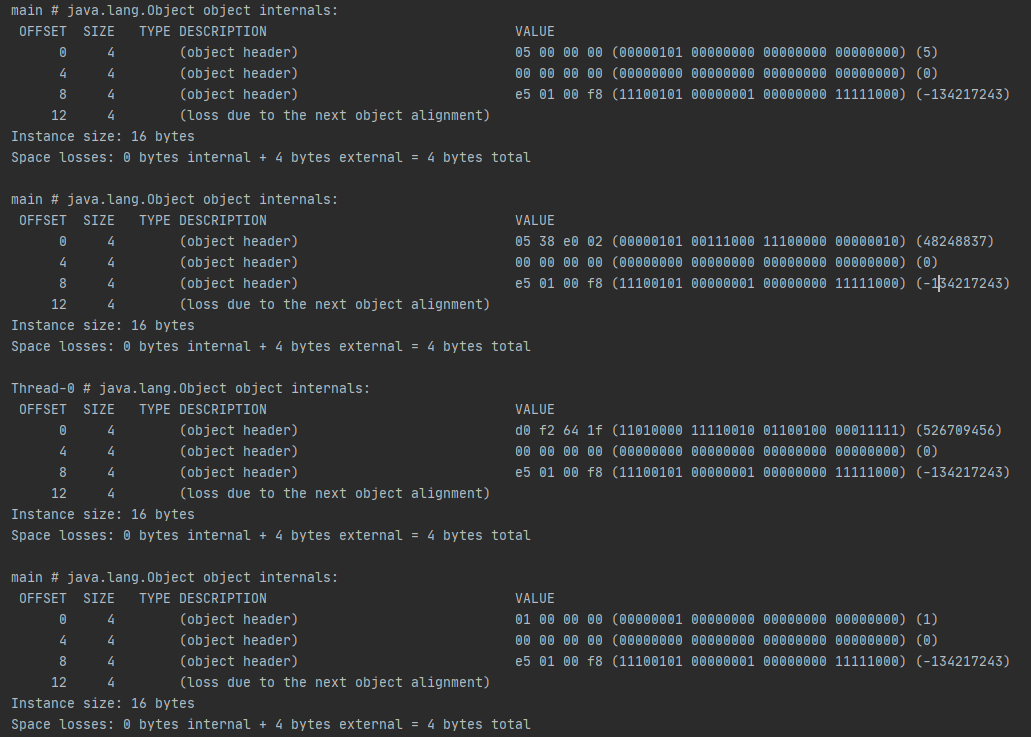 main # java.lang.Object object internals:
OFFSET SIZE TYPE DESCRIPTION VALUE
0 4 (object header) 05 00 00 00 (00000101 00000000 00000000 00000000) (5)
4 4 (object header) 00 00 00 00 (00000000 00000000 00000000 00000000) (0)
8 4 (object header) e5 01 00 f8 (11100101 00000001 00000000 11111000) (-134217243)
12 4 (loss due to the next object alignment)
Instance size: 16 bytes
Space losses: 0 bytes internal + 4 bytes external = 4 bytes total
main # java.lang.Object object internals:
OFFSET SIZE TYPE DESCRIPTION VALUE
0 4 (object header) 05 38 e0 02 (00000101 00111000 11100000 00000010) (48248837)
4 4 (object header) 00 00 00 00 (00000000 00000000 00000000 00000000) (0)
8 4 (object header) e5 01 00 f8 (11100101 00000001 00000000 11111000) (-134217243)
12 4 (loss due to the next object alignment)
Instance size: 16 bytes
Space losses: 0 bytes internal + 4 bytes external = 4 bytes total
Thread-0 # java.lang.Object object internals:
OFFSET SIZE TYPE DESCRIPTION VALUE
0 4 (object header) d0 f2 64 1f (11010000 11110010 01100100 00011111) (526709456)
4 4 (object header) 00 00 00 00 (00000000 00000000 00000000 00000000) (0)
8 4 (object header) e5 01 00 f8 (11100101 00000001 00000000 11111000) (-134217243)
12 4 (loss due to the next object alignment)
Instance size: 16 bytes
Space losses: 0 bytes internal + 4 bytes external = 4 bytes total
main # java.lang.Object object internals:
OFFSET SIZE TYPE DESCRIPTION VALUE
0 4 (object header) 01 00 00 00 (00000001 00000000 00000000 00000000) (1)
4 4 (object header) 00 00 00 00 (00000000 00000000 00000000 00000000) (0)
8 4 (object header) e5 01 00 f8 (11100101 00000001 00000000 11111000) (-134217243)
12 4 (loss due to the next object alignment)
Instance size: 16 bytes
Space losses: 0 bytes internal + 4 bytes external = 4 bytes total